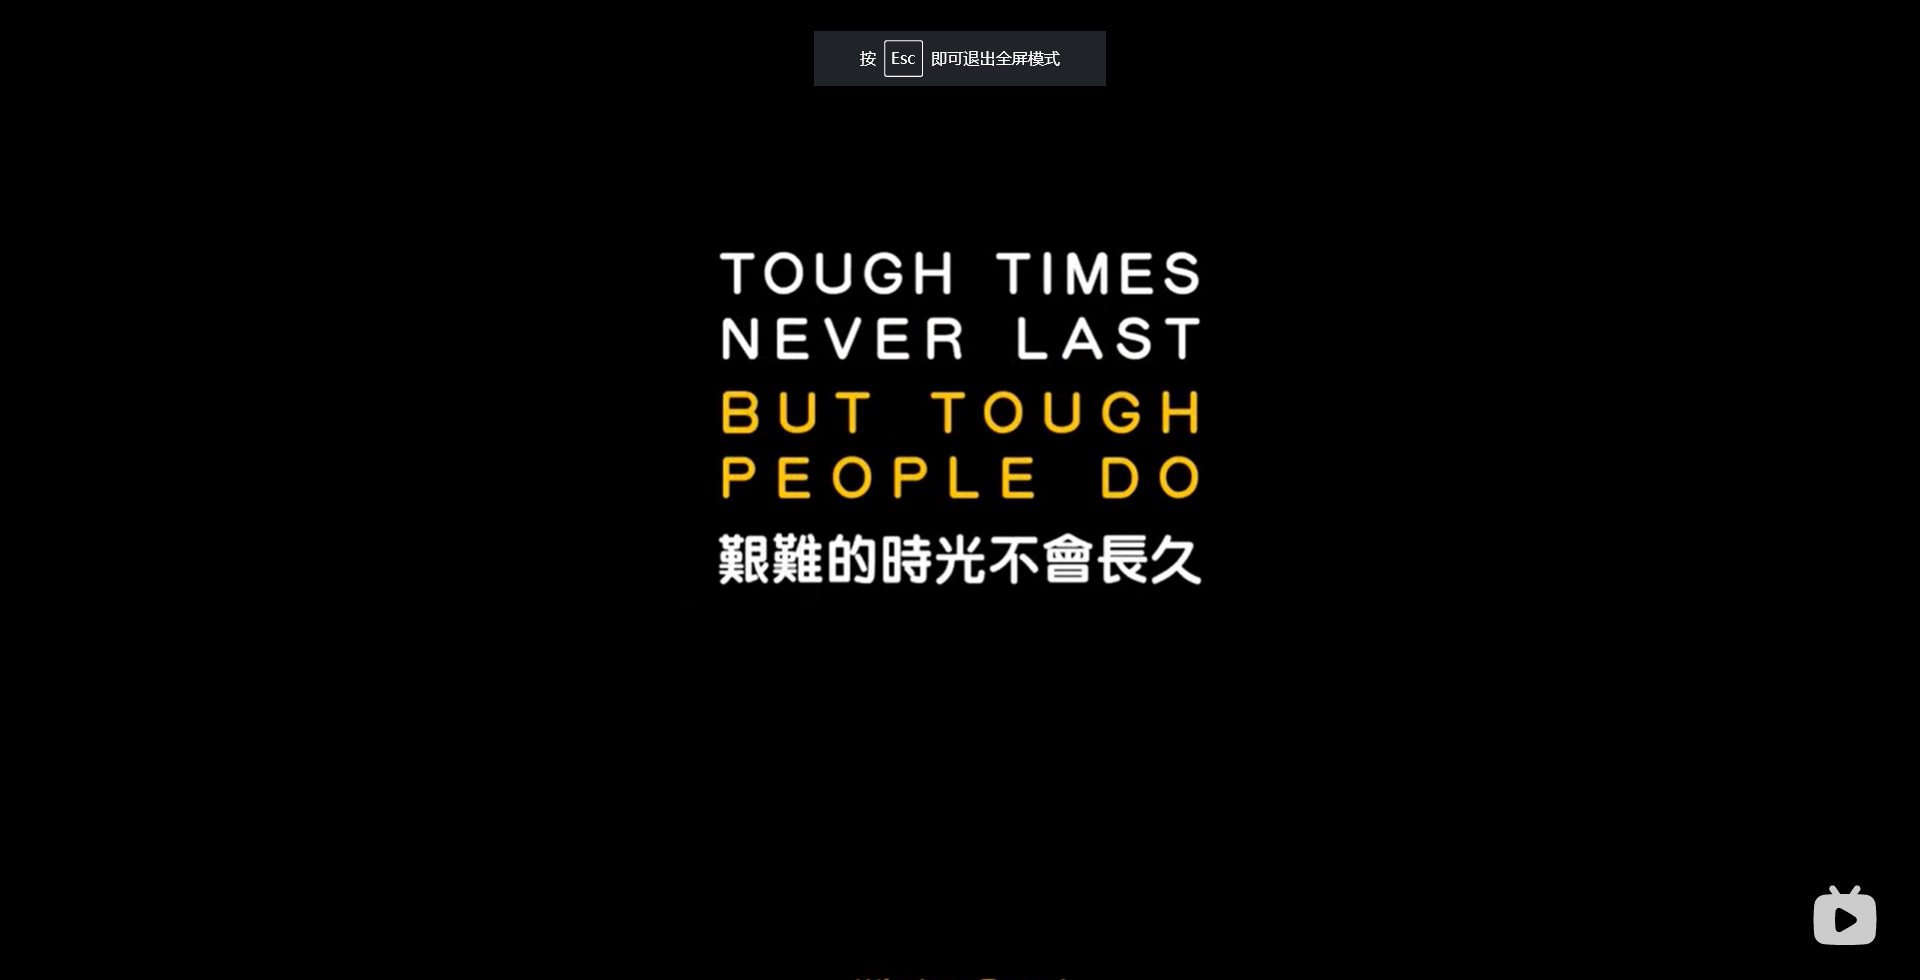 按 Esc 即可退出全屏模式
TOUGH TIMES
NEVER LAST
BUT TOUGH
PEOPLE DO
艱難的時光不會長久